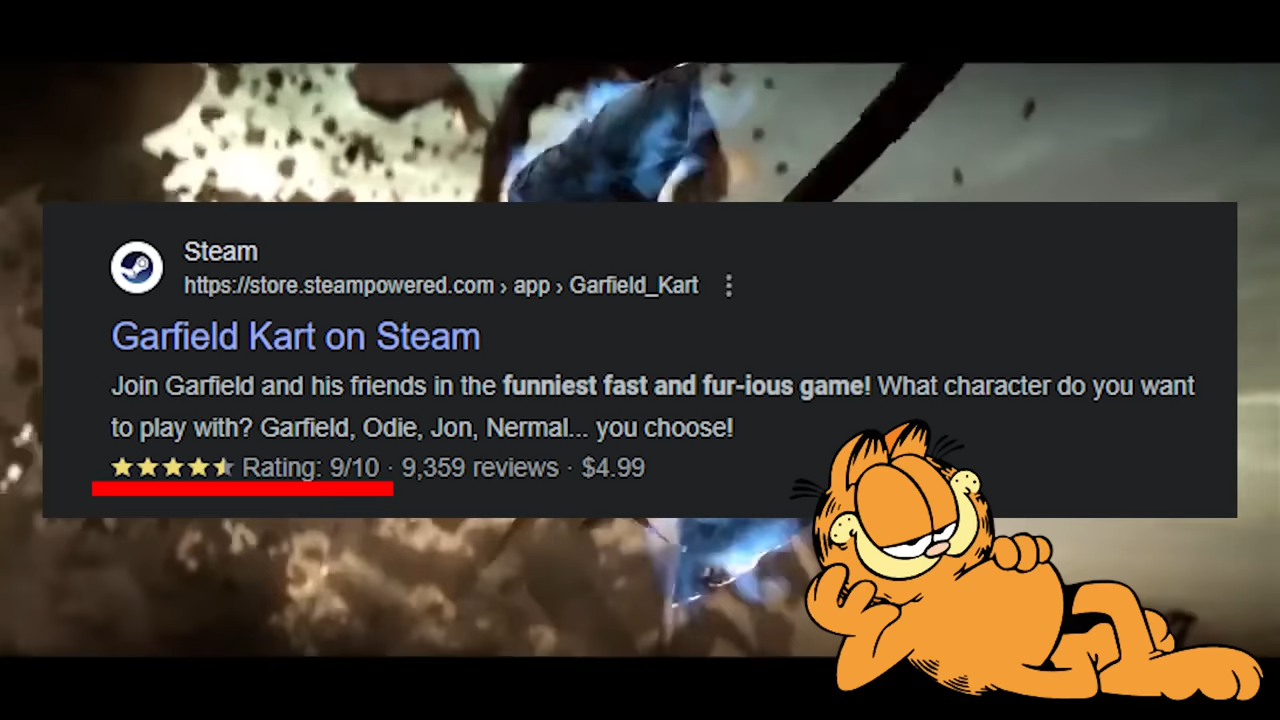 Steam
https://store.steampowered.com › app › Garfield_Kart
Garfield Kart on Steam
Join Garfield and his friends in the funniest fast and fur-ious game! What character do you want
to play with? Garfield, Odie, Jon, Nermal... you choose!
Rating: 9/10 · 9,359 reviews · $4.99